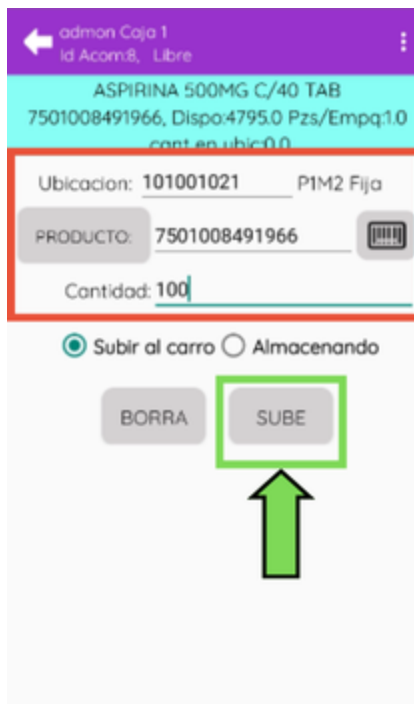 admon Caja 1
Id Acom:8, Libre
ASPIRINA 500MG C/40 TAB
7501008491966, Dispo:4795.0 Pzs/Empq:1.0
cant en ubic:0.0
Ubicacion: 101001021 P1M2 Fija
PRODUCTO: 7501008491966
Cantidad: 100
Subir al carro Almacenando
BORRA SUBE